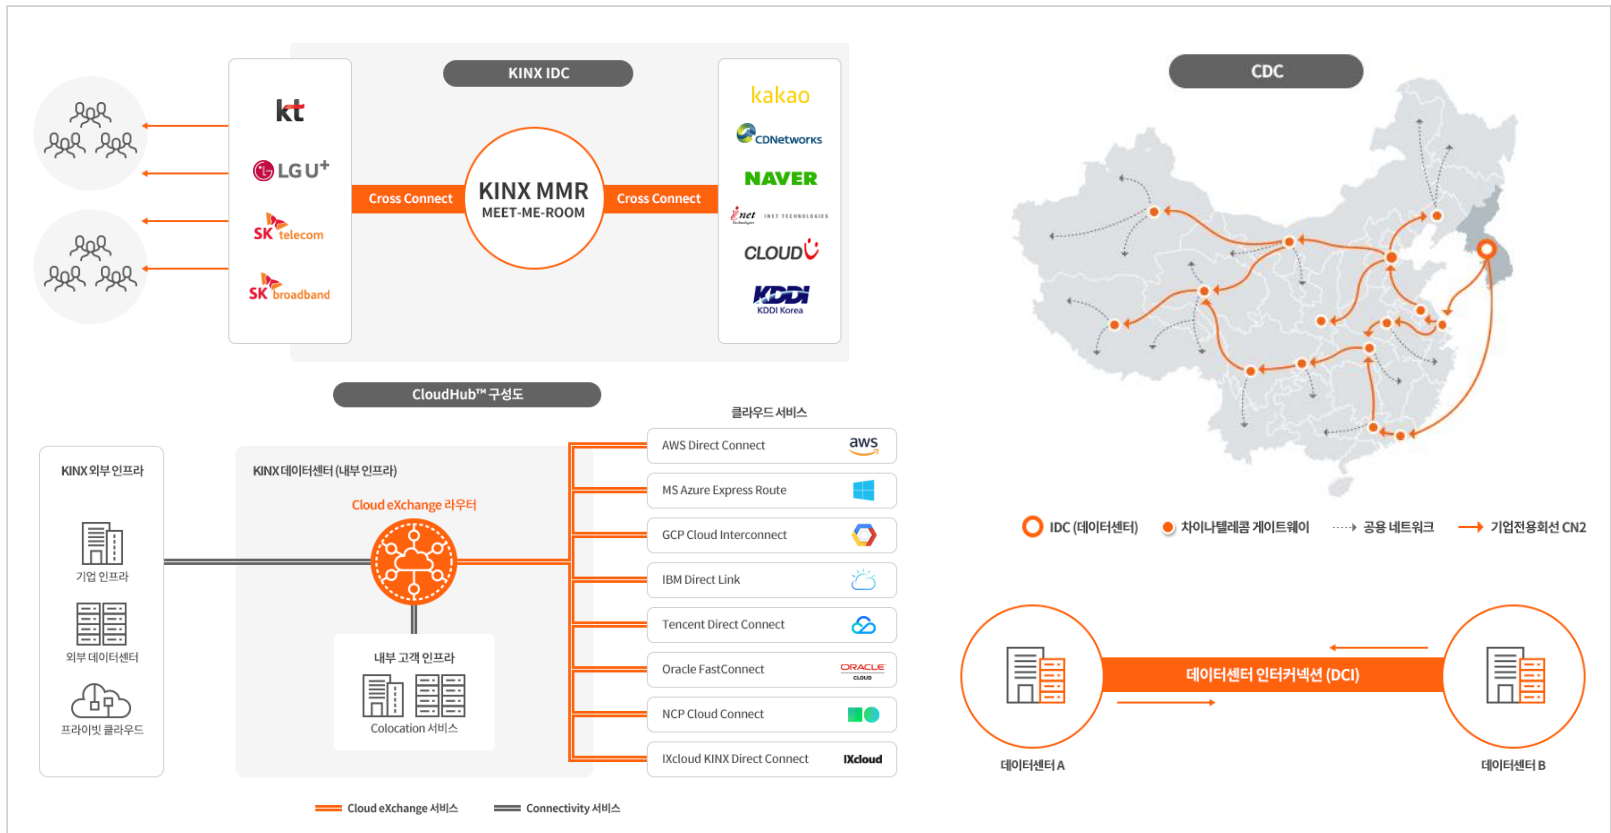 KINX IDC
kt
LG U+
SK telecom
SK broadband
Cross Connect
KINX MMR
MEET-ME-ROOM
Cross Connect
kakao
CDNetworks
NAVER
inet INET TECHNOLOGIES
Technologies
CLOUD
KDDI
KDDI Korea
CloudHub™ 구성도
KINX 외부 인프라
기업 인프라
외부 데이터센터
프라이빗 클라우드
KINX 데이터센터 (내부 인프라)
Cloud eXchange 라우터
내부 고객 인프라
Colocation 서비스
클라우드 서비스
AWS Direct Connect aws
MS Azure Express Route
GCP Cloud Interconnect
IBM Direct Link
Tencent Direct Connect
Oracle FastConnect ORACLE
CLOUD
NCP Cloud Connect
IXcloud KINX Direct Connect IXcloud
Cloud eXchange 서비스
Connectivity 서비스
CDC
IDC (데이터센터)
차이나텔레콤 게이트웨이
공용 네트워크
기업전용회선 CN2
데이터센터 인터커넥션 (DCI)
데이터센터 A
데이터센터 B